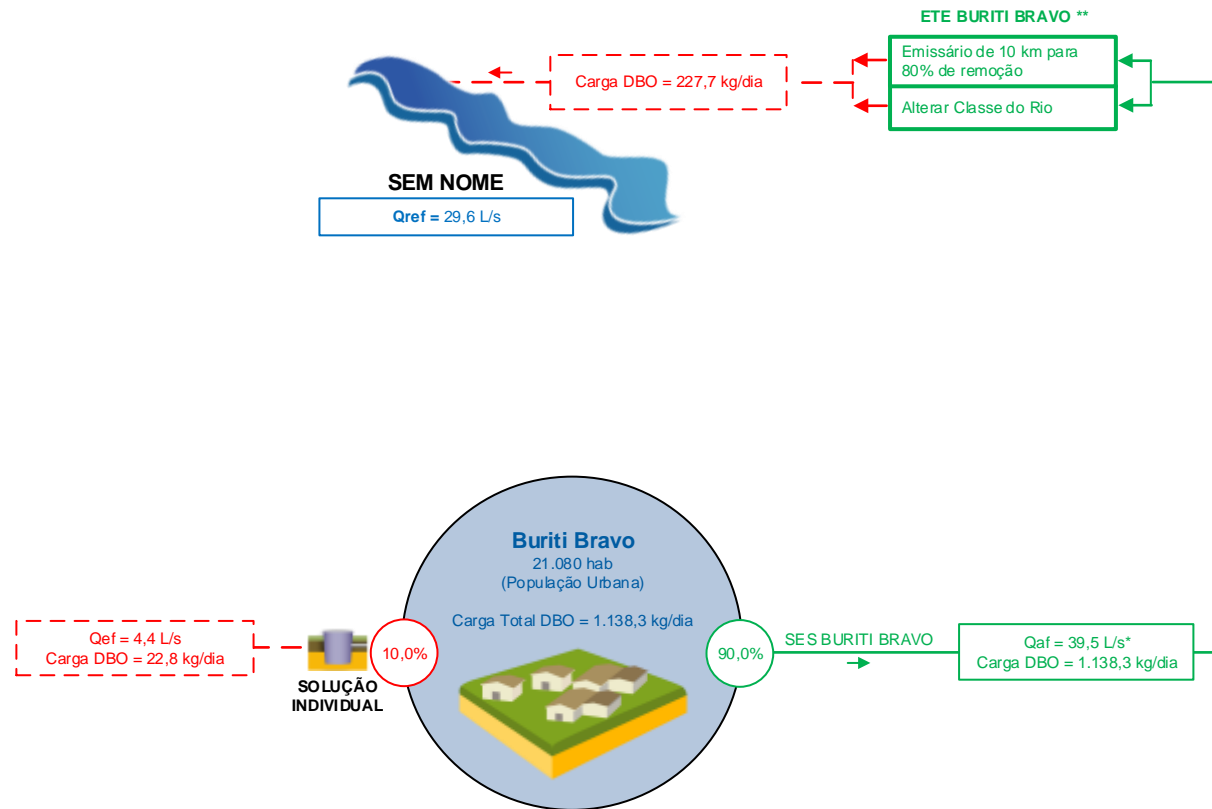 ETE BURITI BRAVO **
Emissário de 10 km para
80% de remoção
Alterar Classe do Rio
Carga DBO = 227,7 kg/dia
SEM NOME
Qref = 29,6 L/s
Buriti Bravo
21.080 hab
(População Urbana)
Carga Total DBO = 1.138,3 kg/dia
Qef = 4,4 L/s
Carga DBO = 22,8 kg/dia
SOLUÇÃO
INDIVIDUAL
10,0%
90,0%
SES BURITI BRAVO
Qaf = 39,5 L/s*
Carga DBO = 1.138,3 kg/dia